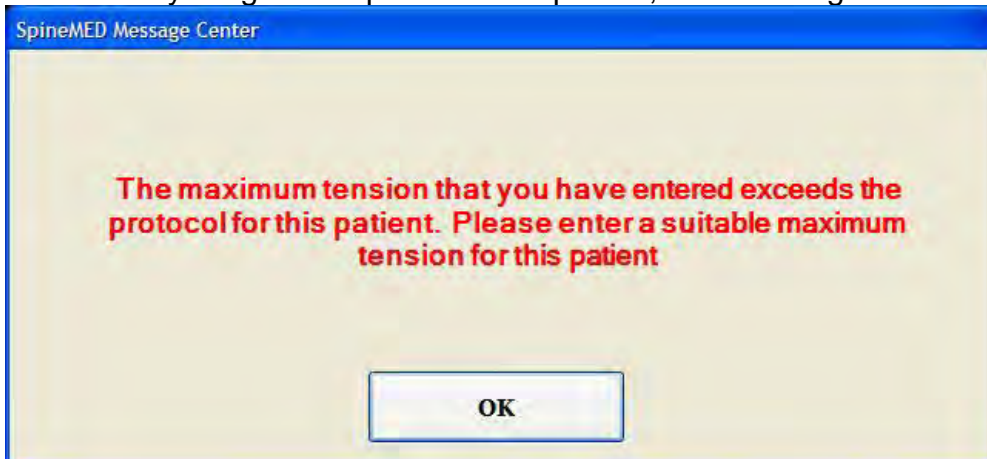 SpineMED Message Center
The maximum tension that you have entered exceeds the
protocol for this patient. Please enter a suitable maximum
tension for this patient
OK